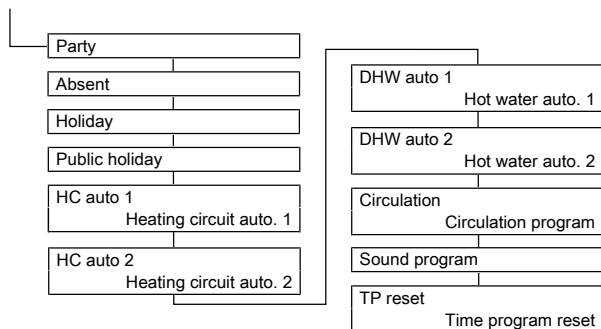 Party
Absent
Holiday
Public holiday
HC auto 1
Heating circuit auto. 1
HC auto 2
Heating circuit auto. 2
DHW auto 1
Hot water auto. 1
DHW auto 2
Hot water auto. 2
Circulation
Circulation program
Sound program
TP reset
Time program reset